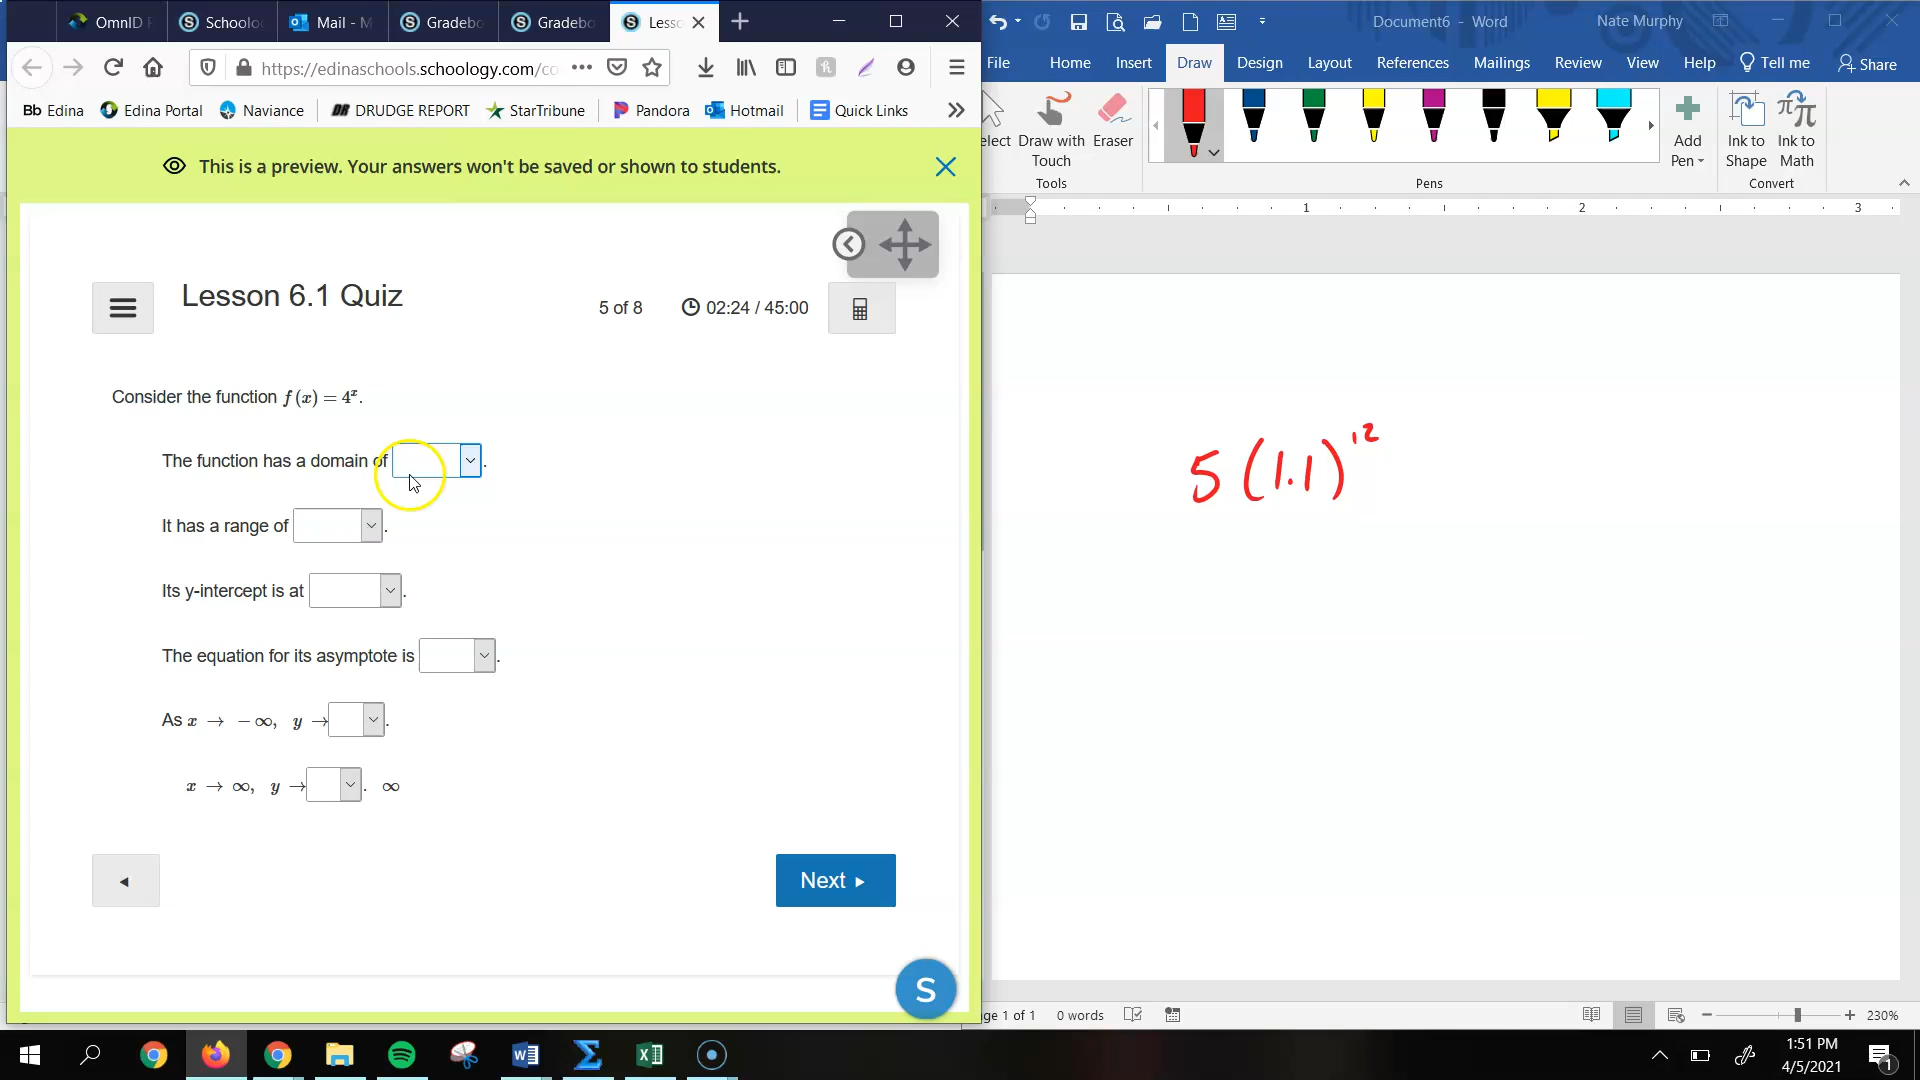 OmnID
Schoolo
Mail - M
Gradebo
Gradebo
Lesso
Document6 - Word
Nate Murphy
https://edinaschools.schoology.com/co
File Home Insert Draw Design Layout References Mailings Review View Help Tell me Share
Bb Edina Edina Portal Naviance DRUDGE REPORT StarTribune Pandora Hotmail Quick Links
elect
Draw with Touch
Eraser
Add Pen
Ink to Shape
Ink to Math
Tools
Pens
Convert
This is a preview. Your answers won't be saved or shown to students.
1 2 3
Lesson 6.1 Quiz
5 of 8
02:24 / 45:00
Consider the function f(x) = 4ˣ.
The function has a domain of .
It has a range of .
Its y-intercept is at .
The equation for its asymptote is .
As x → −∞, y → .
x → ∞, y → . ∞
5 (1.1)¹²
Next
S
ge 1 of 1
0 words
230%
1:51 PM
4/5/2021
1